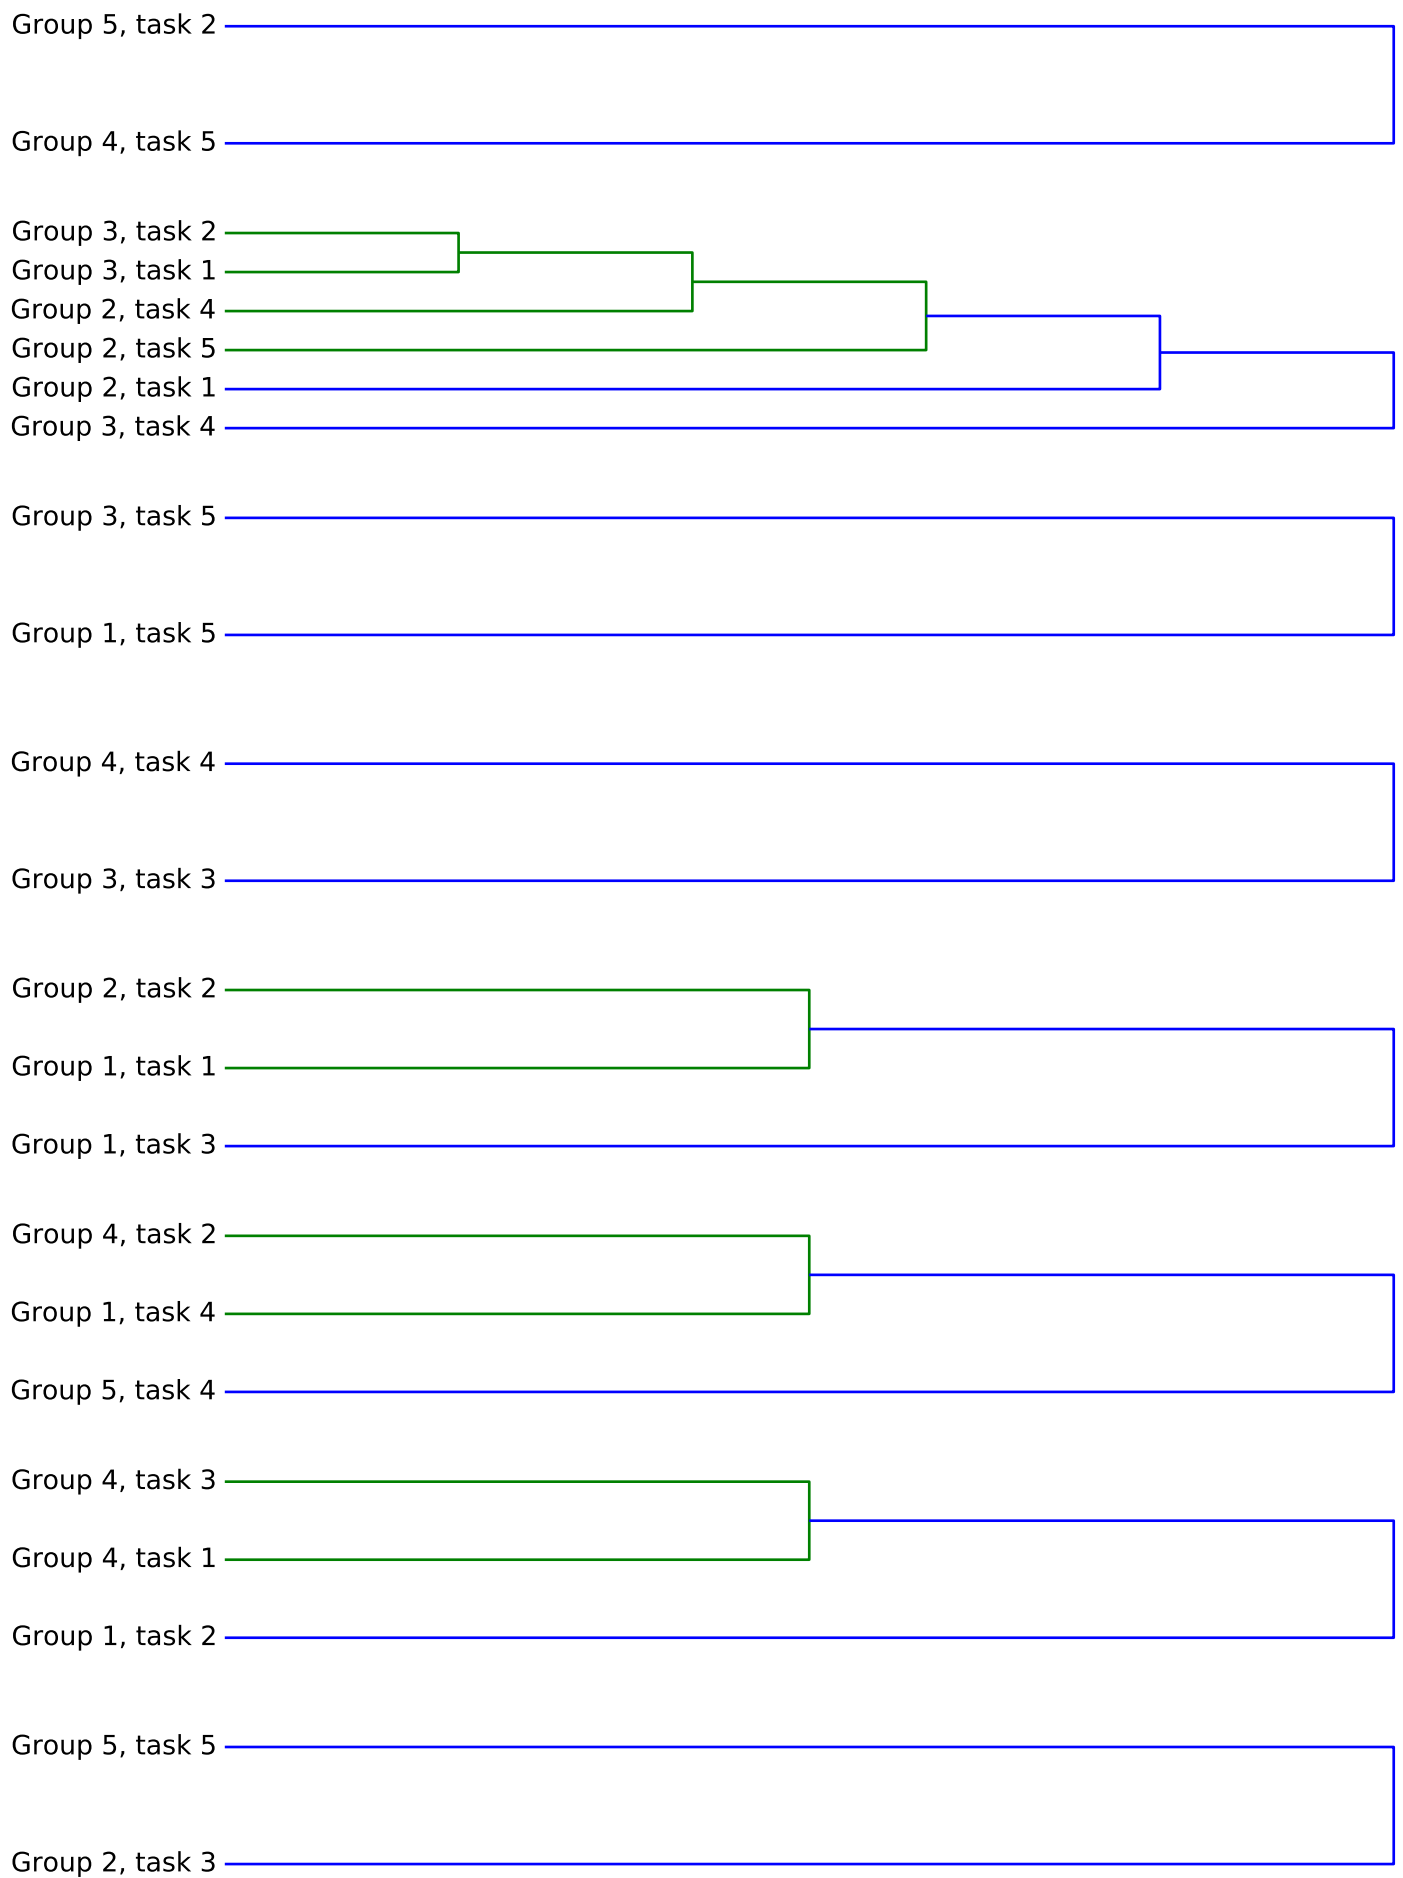 Group 5, task 2
Group 4, task 5
Group 3, task 2
Group 3, task 1
Group 2, task 4
Group 2, task 5
Group 2, task 1
Group 3, task 4
Group 3, task 5
Group 1, task 5
Group 4, task 4
Group 3, task 3
Group 2, task 2
Group 1, task 1
Group 1, task 3
Group 4, task 2
Group 1, task 4
Group 5, task 4
Group 4, task 3
Group 4, task 1
Group 1, task 2
Group 5, task 5
Group 2, task 3